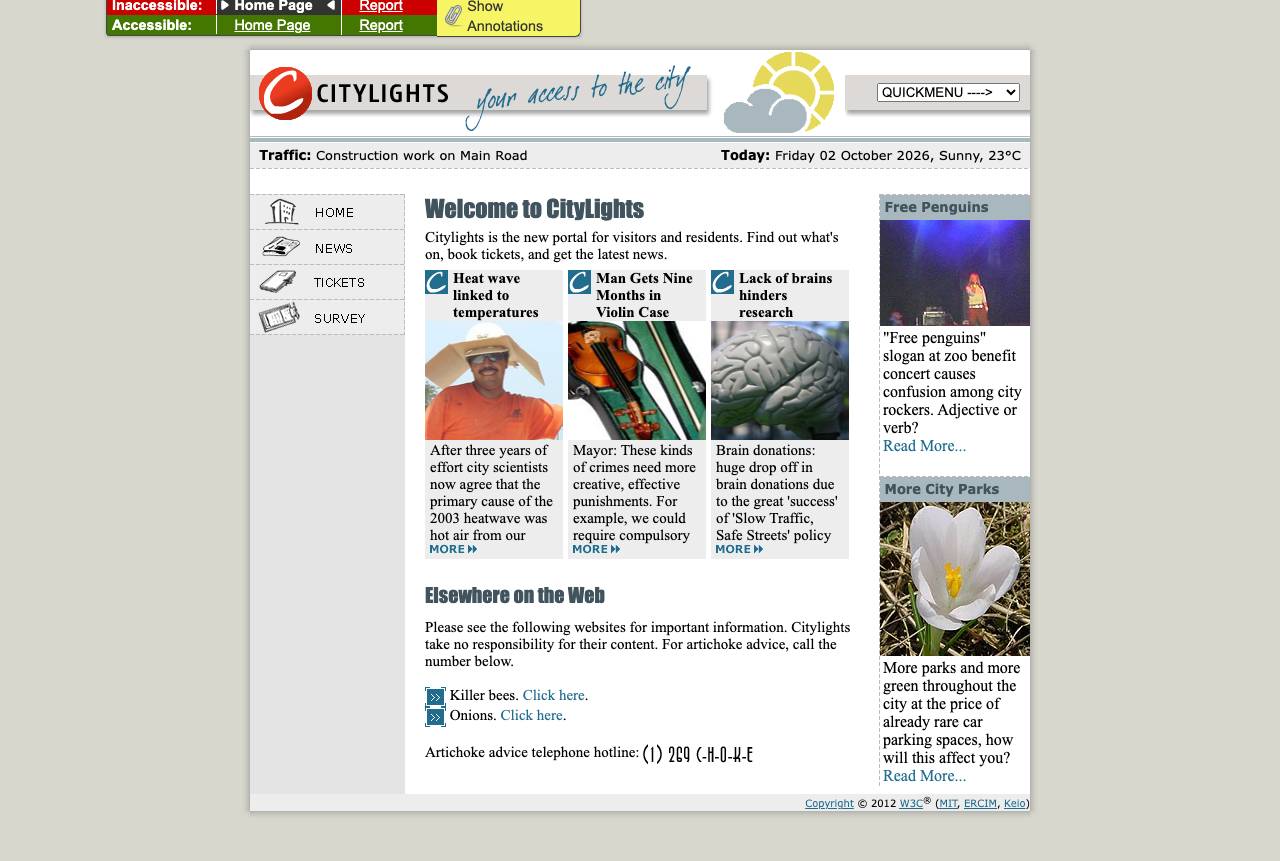 Inaccessible: Home Page Report
Accessible: Home Page Report
Show
Annotations
CITYLIGHTS your access to the city
QUICKMENU ---->
Traffic: Construction work on Main Road
Today: Friday 02 October 2026, Sunny, 23°C
HOME
NEWS
TICKETS
SURVEY
Welcome to CityLights
Citylights is the new portal for visitors and residents. Find out what's
on, book tickets, and get the latest news.
Heat wave
linked to
temperatures
After three years of
effort city scientists
now agree that the
primary cause of the
2003 heatwave was
hot air from our
MORE
Man Gets Nine
Months in
Violin Case
Mayor: These kinds
of crimes need more
creative, effective
punishments. For
example, we could
require compulsory
MORE
Lack of brains
hinders
research
Brain donations:
huge drop off in
brain donations due
to the great 'success'
of 'Slow Traffic,
Safe Streets' policy
MORE
Elsewhere on the Web
Please see the following websites for important information. Citylights
take no responsibility for their content. For artichoke advice, call the
number below.
Killer bees. Click here.
Onions. Click here.
Artichoke advice telephone hotline: (1) 269 C-H-O-K-E
Free Penguins
"Free penguins"
slogan at zoo benefit
concert causes
confusion among city
rockers. Adjective or
verb?
Read More...
More City Parks
More parks and more
green throughout the
city at the price of
already rare car
parking spaces, how
will this affect you?
Read More...
Copyright © 2012 W3C® (MIT, ERCIM, Keio)